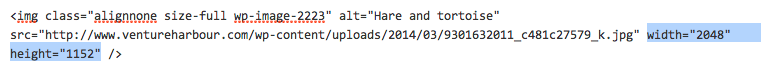 <img class="alignnone size-full wp-image-2223" alt="Hare and tortoise"
src="http://www.ventureharbour.com/wp-content/uploads/2014/03/9301632011_c481c27579_k.jpg" width="2048"
height="1152" />